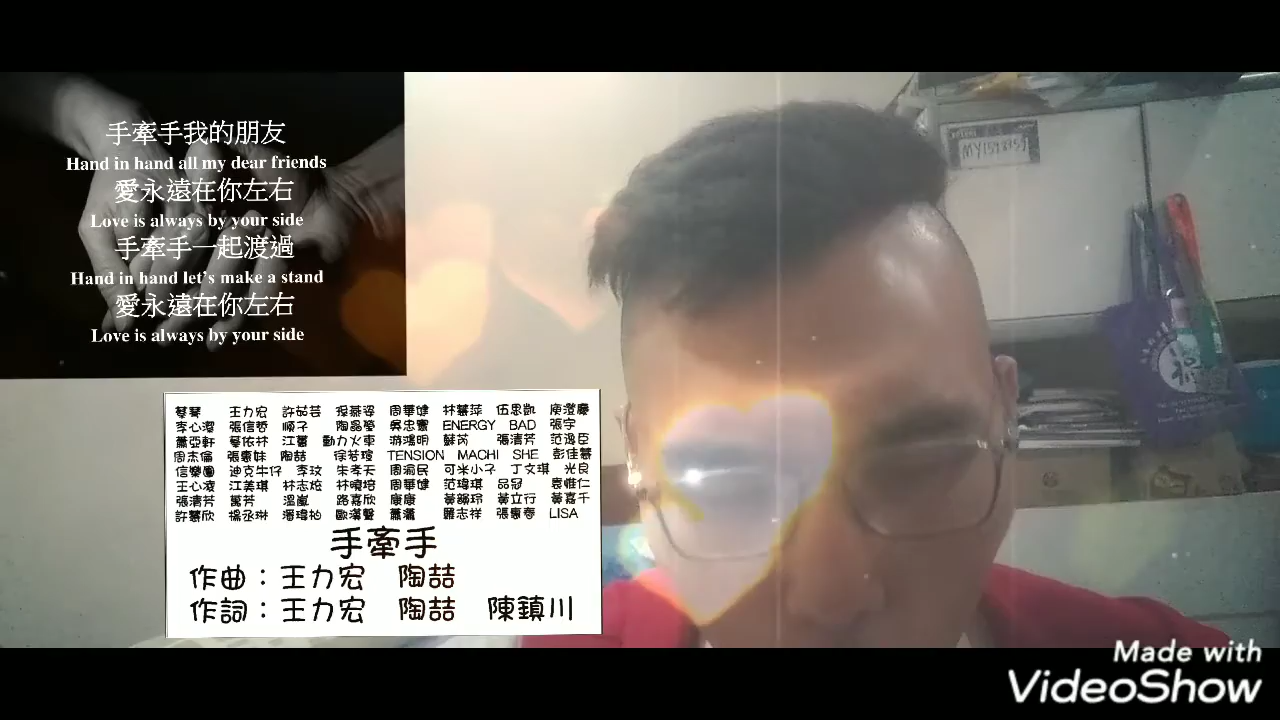 手牽手我的朋友
Hand in hand all my dear friends
愛永遠在你左右
Love is always by your side
手牽手一起渡過
Hand in hand let's make a stand
愛永遠在你左右
Love is always by your side
MY1598357
琴琴 王力宏 許茹芸 孫燕姿 周華健 林慧萍 伍思凱 庾澄慶
李心潔 張信哲 順子 陶晶瑩 吳忠憲 ENERGY BAD 張宇
蕭亞軒 蔡依林 江蕙 動力火車 游鴻明 蘇芮 張清芳 范逸臣
周杰倫 張惠妹 陶喆 徐若瑄 TENSION MACHI SHE 彭佳慧
信樂團 迪克牛仔 李玟 朱孝天 周渝民 可米小子 丁文琪 光良
王心凌 江美琪 林志炫 林曉培 周華健 范瑋琪 品冠 袁惟仁
張清芳 萬芳 溫嵐 路嘉欣 康康 黃韻玲 黃立行 黃嘉千
許慧欣 楊丞琳 潘瑋柏 歐漢聲 蕭瀟 羅志祥 張惠春 LISA
手牽手
作曲：王力宏 陶喆
作詞：王力宏 陶喆 陳鎮川
Made with
VideoShow